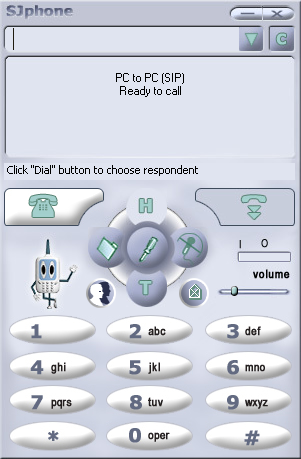 SJphone
C
PC to PC (SIP)
Ready to call
Click "Dial" button to choose respondent
H
I O
T
volume
1 2 abc 3 def
4 ghi 5 jkl 6 mno
7 pqrs 8 tuv 9 wxyz
* 0 oper #